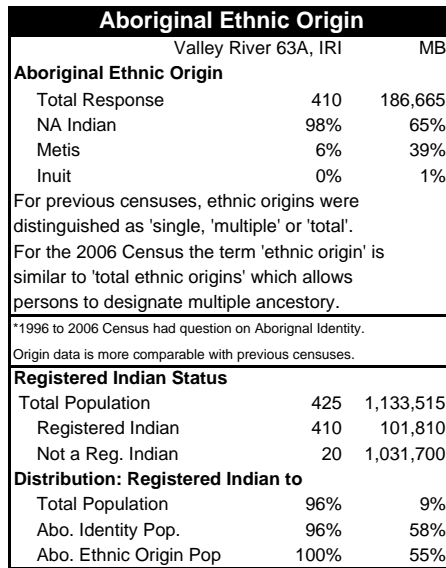 Aboriginal Ethnic Origin
Valley River 63A, IRI MB
Aboriginal Ethnic Origin
Total Response 410 186,665
NA Indian 98% 65%
Metis 6% 39%
Inuit 0% 1%
For previous censuses, ethnic origins were
distinguished as 'single, 'multiple' or 'total'.
For the 2006 Census the term 'ethnic origin' is
similar to 'total ethnic origins' which allows
persons to designate multiple ancestory.
*1996 to 2006 Census had question on Aborignal Identity.
Origin data is more comparable with previous censuses.
Registered Indian Status
Total Population 425 1,133,515
Registered Indian 410 101,810
Not a Reg. Indian 20 1,031,700
Distribution: Registered Indian to
Total Population 96% 9%
Abo. Identity Pop. 96% 58%
Abo. Ethnic Origin Pop 100% 55%